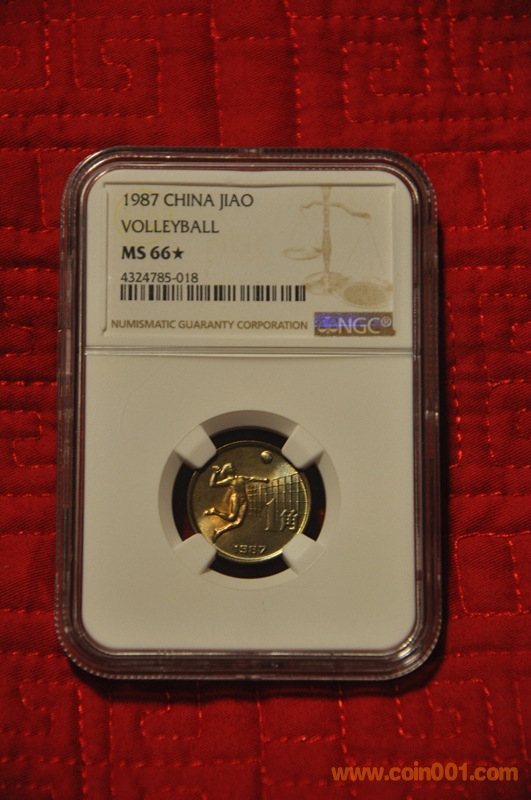 1987 CHINA JIAO
VOLLEYBALL
MS 66★
4324785-018
NUMISMATIC GUARANTY CORPORATION
NGC®
1角
1987
www.coin001.com